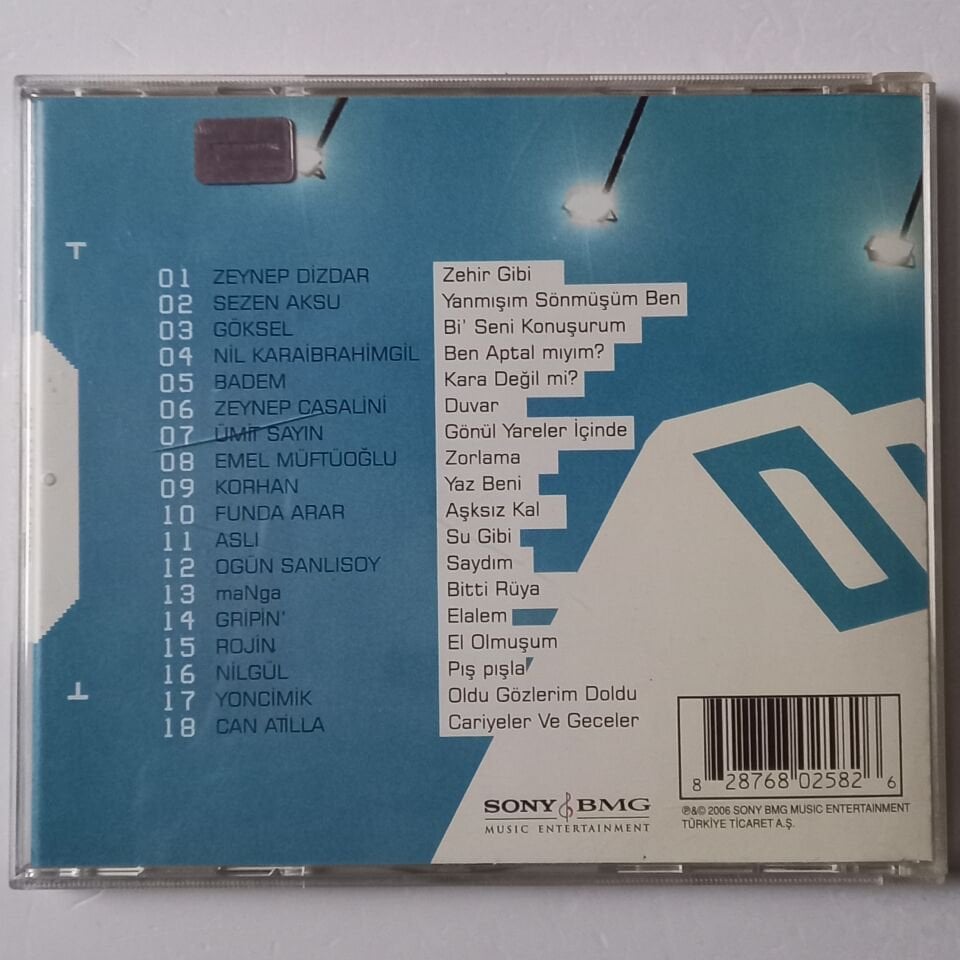 01 ZEYNEP DİZDAR Zehir Gibi
02 SEZEN AKSU Yanmışım Sönmüşüm Ben
03 GÖKSEL Bi' Seni Konuşurum
04 NİL KARAİBRAHİMGİL Ben Aptal mıyım?
05 BADEM Kara Değil mi?
06 ZEYNEP CASALİNİ Duvar
07 ÜMİT SAYIN Gönül Yareler İçinde
08 EMEL MÜFTÜOĞLU Zorlama
09 KORHAN Yaz Beni
10 FUNDA ARAR Aşksız Kal
11 ASLI Su Gibi
12 OGÜN SANLISOY Saydım
13 maNga Bitti Rüya
14 GRİPİN' Elalem
15 ROJİN El Olmuşum
16 NİLGÜL Pış pışla
17 YONCİMİK Oldu Gözlerim Doldu
18 CAN ATİLLA Cariyeler Ve Geceler
8 28768 02582 6
SONY BMG
MUSIC ENTERTAINMENT
℗&© 2006 SONY BMG MUSIC ENTERTAINMENT
TÜRKİYE TİCARET A.Ş.